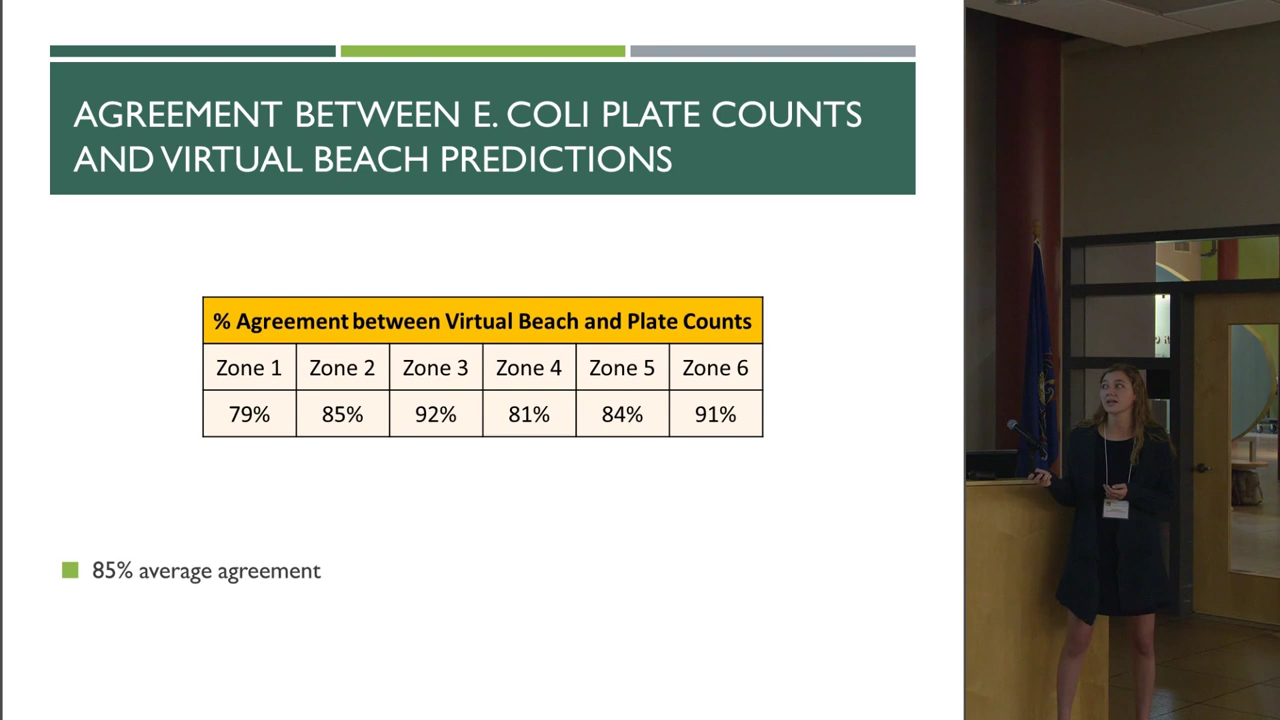 AGREEMENT BETWEEN E. COLI PLATE COUNTS
AND VIRTUAL BEACH PREDICTIONS
% Agreement between Virtual Beach and Plate Counts
Zone 1 Zone 2 Zone 3 Zone 4 Zone 5 Zone 6
79% 85% 92% 81% 84% 91%
85% average agreement